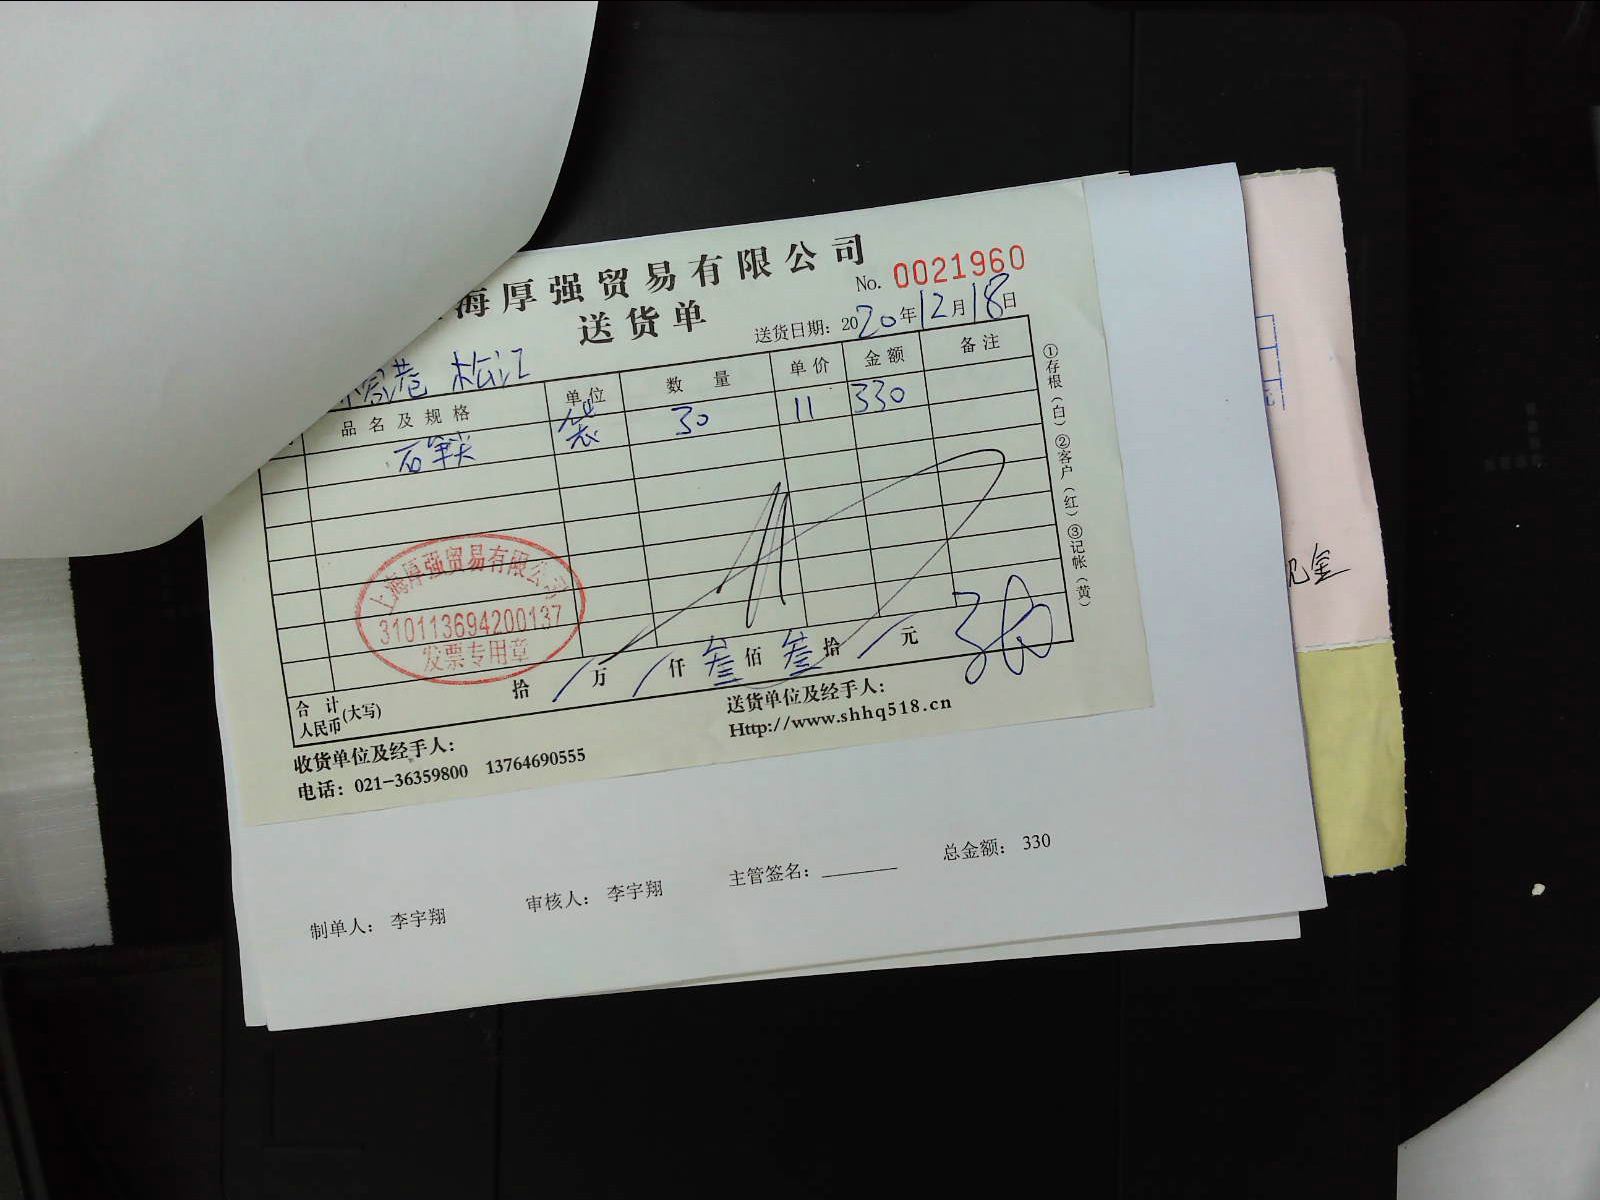 海厚强贸易有限公司
No. 0021960
送货单
送货日期：2020年12月18日
港 松江
品名及规格 单位 数量 单价 金额 备注
袋 30 11 330
①存根（白）②客户（红）③记帐（黄）
上海厚强贸易有限公司
310113694200137
发票专用章
合计人民币(大写) 拾 / 万 / 仟 叁 佰 叁 拾 / 元 330
收货单位及经手人： 送货单位及经手人：
电话：021-36359800 13764690555 Http://www.shhq518.cn
现金
制单人： 李宇翔 审核人： 李宇翔 主管签名： 总金额： 330